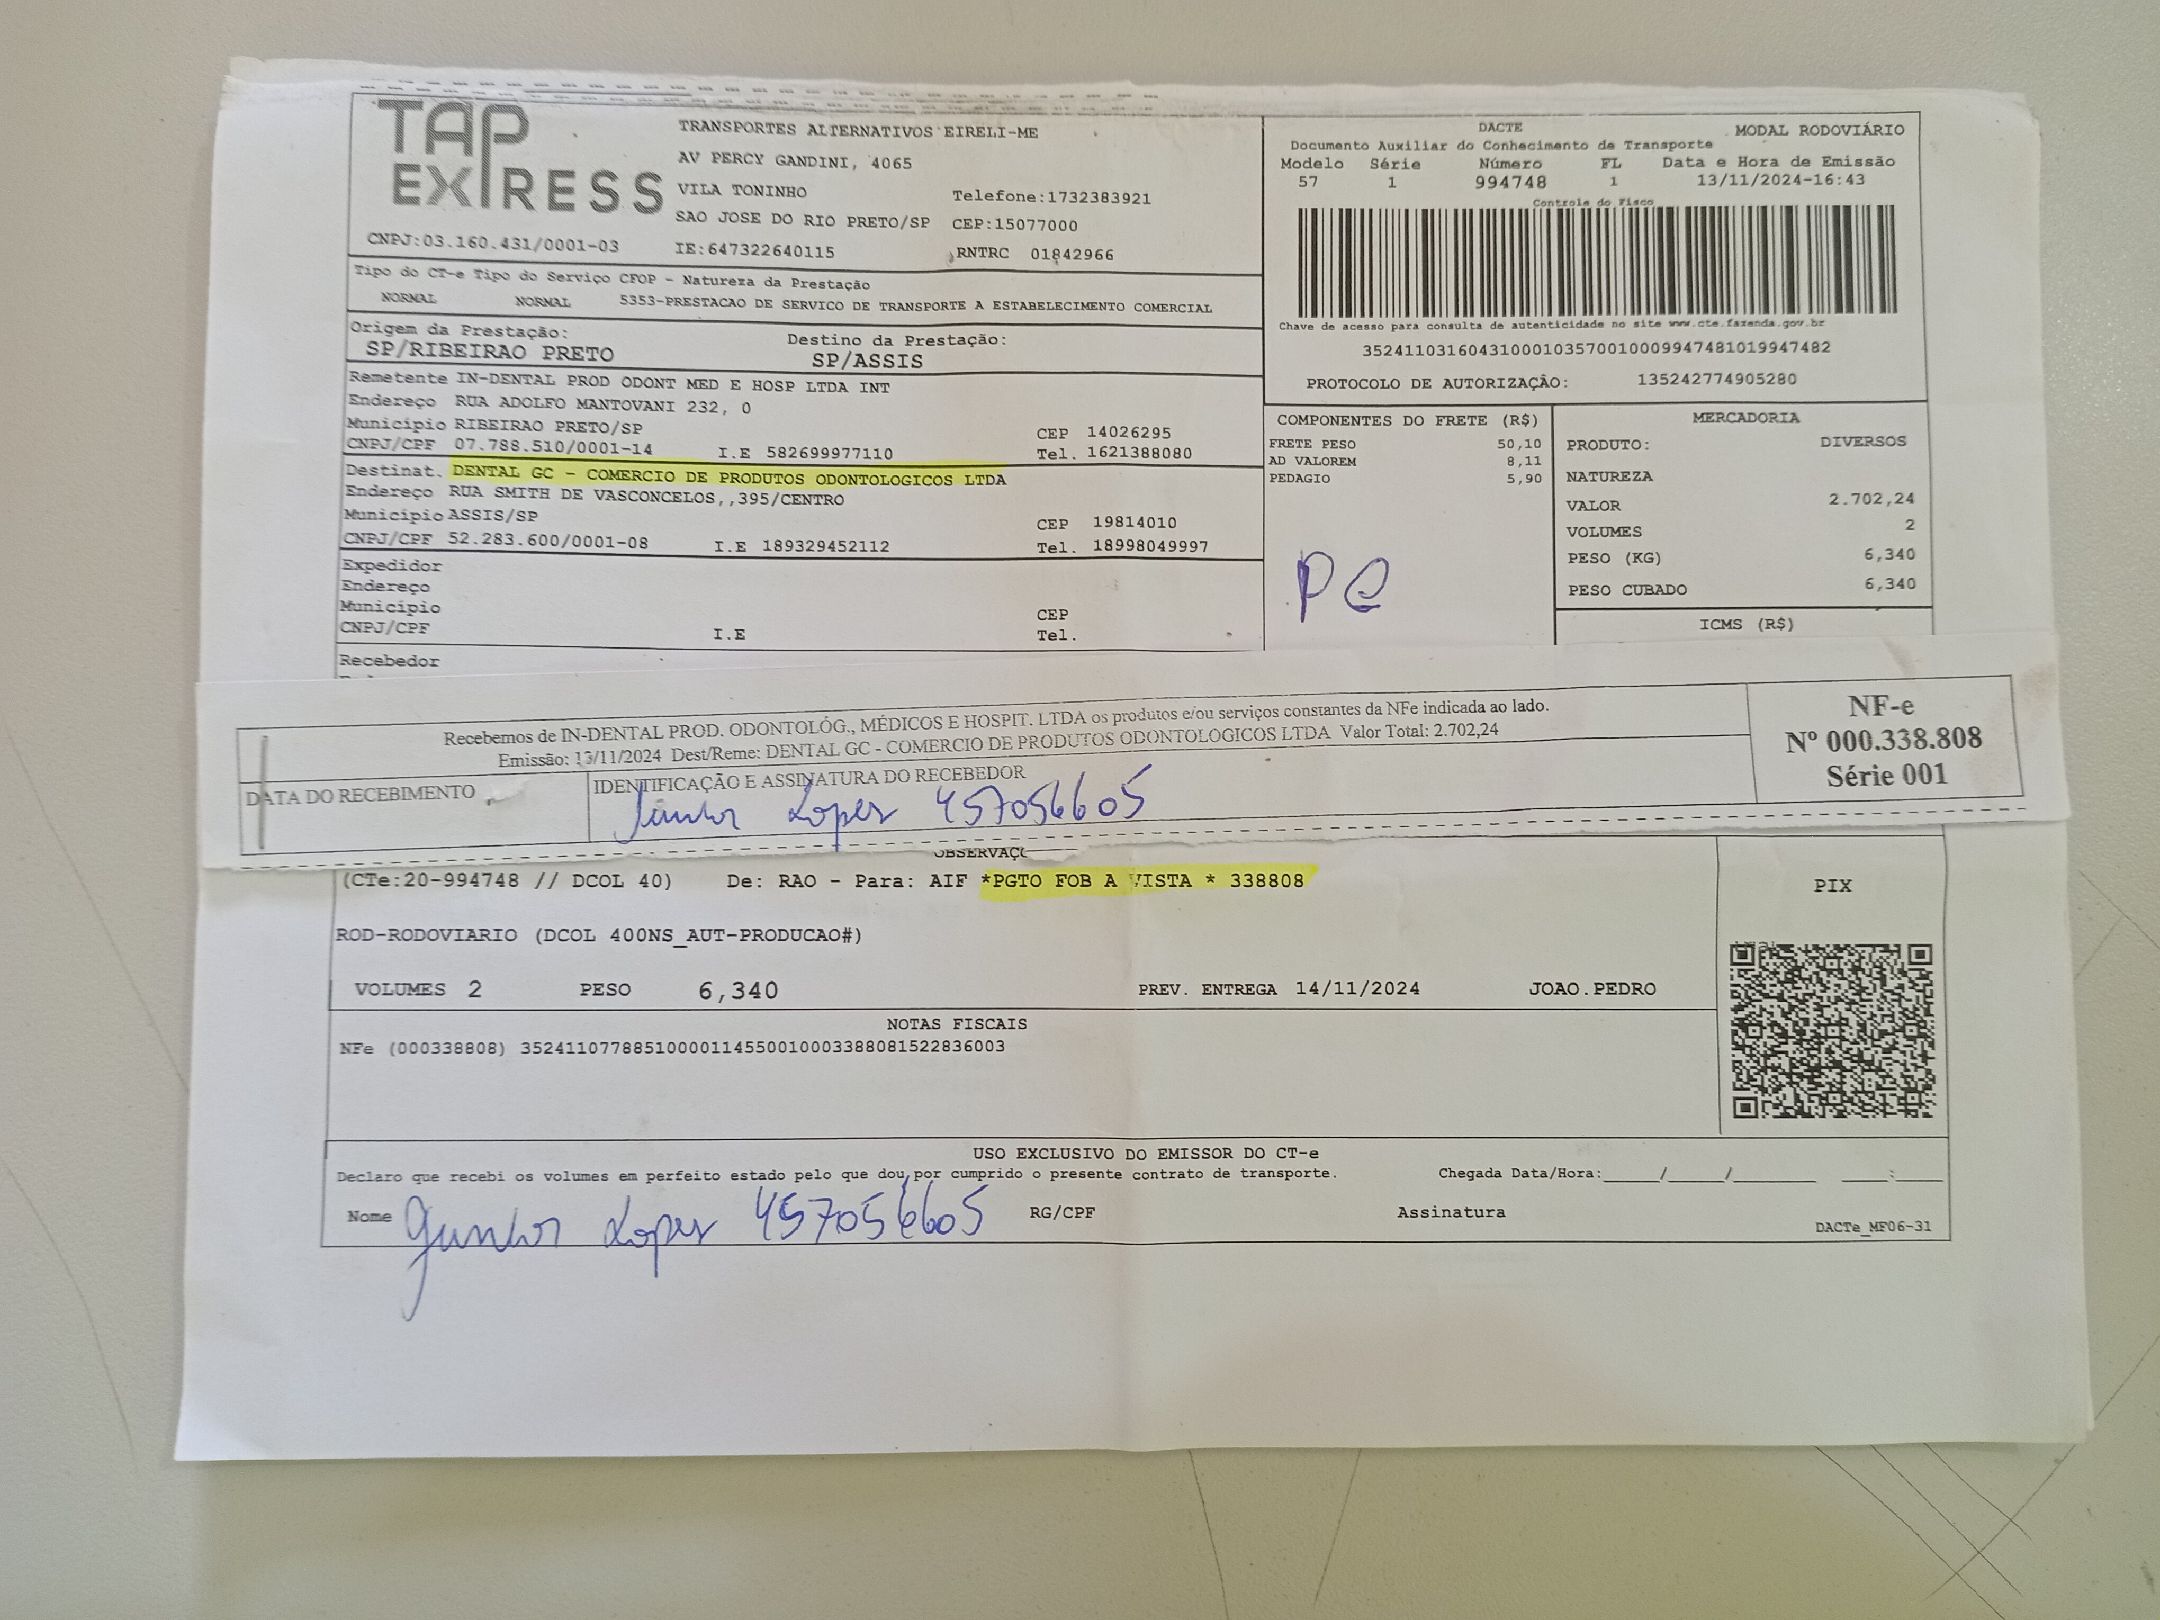 TAP EXPRESS
TRANSPORTES ALTERNATIVOS EIRELI-ME
AV PERCY GANDINI, 4065
VILA TONINHO
Telefone:1732383921
SAO JOSE DO RIO PRETO/SP CEP:15077000
CNPJ:03.160.431/0001-03 IE:647322640115 RNTRC 01842966
DACTE MODAL RODOVIÁRIO
Documento Auxiliar do Conhecimento de Transporte
Modelo Série Número FL Data e Hora de Emissão
57 1 994748 1 13/11/2024-16:43
Controle do Fisco
Chave de acesso para consulta de autenticidade no site www.cte.fazenda.gov.br
35241103160431000103570010009947481019947482
PROTOCOLO DE AUTORIZAÇÃO: 135242774905280
Tipo do CT-e Tipo do Serviço CFOP - Natureza da Prestação
NORMAL NORMAL 5353-PRESTACAO DE SERVICO DE TRANSPORTE A ESTABELECIMENTO COMERCIAL
Origem da Prestação: Destino da Prestação:
SP/RIBEIRAO PRETO SP/ASSIS
Remetente IN-DENTAL PROD ODONT MED E HOSP LTDA INT
Endereço RUA ADOLFO MANTOVANI 232, 0
Município RIBEIRAO PRETO/SP CEP 14026295
CNPJ/CPF 07.788.510/0001-14 I.E 582699977110 Tel. 1621388080
Destinat. DENTAL GC - COMERCIO DE PRODUTOS ODONTOLOGICOS LTDA
Endereço RUA SMITH DE VASCONCELOS,,395/CENTRO
Município ASSIS/SP CEP 19814010
CNPJ/CPF 52.283.600/0001-08 I.E 189329452112 Tel. 18998049997
Expedidor
Endereço
Município CEP
CNPJ/CPF I.E Tel.
Recebedor
COMPONENTES DO FRETE (R$)
FRETE PESO 50,10
AD VALOREM 8,11
PEDAGIO 5,90
MERCADORIA
PRODUTO: DIVERSOS
NATUREZA
VALOR 2.702,24
VOLUMES 2
PESO (KG) 6,340
PESO CUBADO 6,340
ICMS (R$)
Recebemos de IN-DENTAL PROD. ODONTOLÓG., MÉDICOS E HOSPIT. LTDA os produtos e/ou serviços constantes da NFe indicada ao lado.
Emissão: 13/11/2024 Dest/Reme: DENTAL GC - COMERCIO DE PRODUTOS ODONTOLOGICOS LTDA Valor Total: 2.702,24
DATA DO RECEBIMENTO IDENTIFICAÇÃO E ASSINATURA DO RECEBEDOR
Junior Lopes 457056605
NF-e
Nº 000.338.808
Série 001
(CTe:20-994748 // DCOL 40) De: RAO - Para: AIF *PGTO FOB A VISTA * 338808
PIX
ROD-RODOVIARIO (DCOL 400NS_AUT-PRODUCAO#)
VOLUMES 2 PESO 6,340 PREV. ENTREGA 14/11/2024 JOAO.PEDRO
NOTAS FISCAIS
NFe (000338808) 35241107788510000114550010003388081522836003
USO EXCLUSIVO DO EMISSOR DO CT-e
Declaro que recebi os volumes em perfeito estado pelo que dou por cumprido o presente contrato de transporte. Chegada Data/Hora:____/____/______ ____:____
Nome Junior Lopes 457056605 RG/CPF Assinatura
DACTe_MF06-31